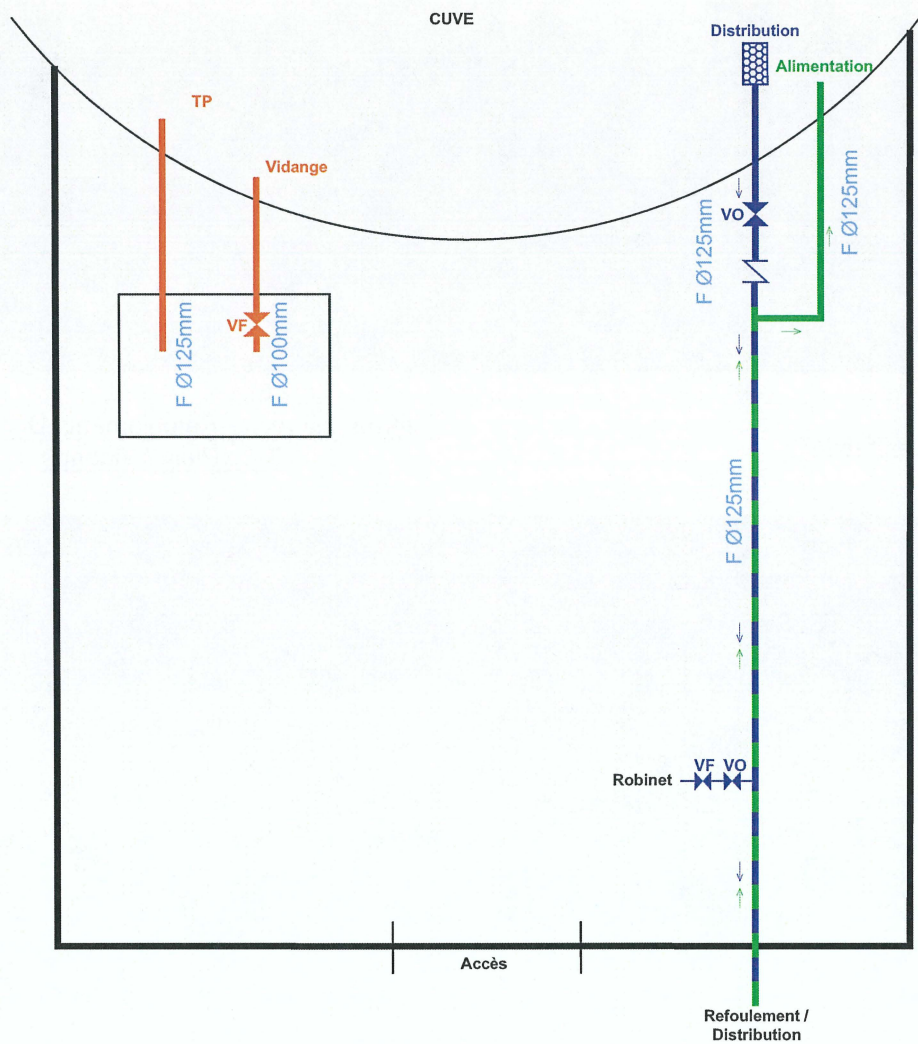 CUVE
Distribution
Alimentation
TP
Vidange
VO
F Ø125mm
F Ø125mm
VF
F Ø125mm
F Ø100mm
F Ø125mm
VF VO
Robinet
Accès
Refoulement /
Distribution